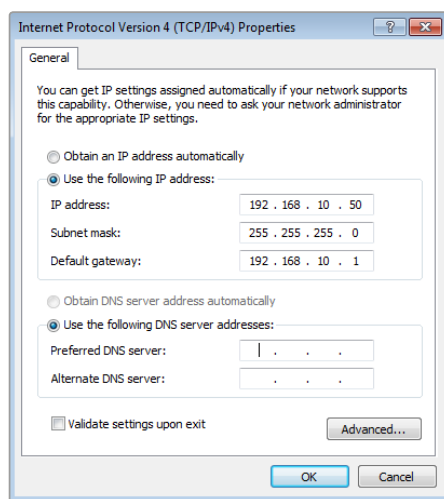 Internet Protocol Version 4 (TCP/IPv4) Properties
General
You can get IP settings assigned automatically if your network supports
this capability. Otherwise, you need to ask your network administrator
for the appropriate IP settings.
Obtain an IP address automatically
Use the following IP address:
IP address: 192 . 168 . 10 . 50
Subnet mask: 255 . 255 . 255 . 0
Default gateway: 192 . 168 . 10 . 1
Obtain DNS server address automatically
Use the following DNS server addresses:
Preferred DNS server: . . .
Alternate DNS server: . . .
Validate settings upon exit
Advanced...
OK Cancel